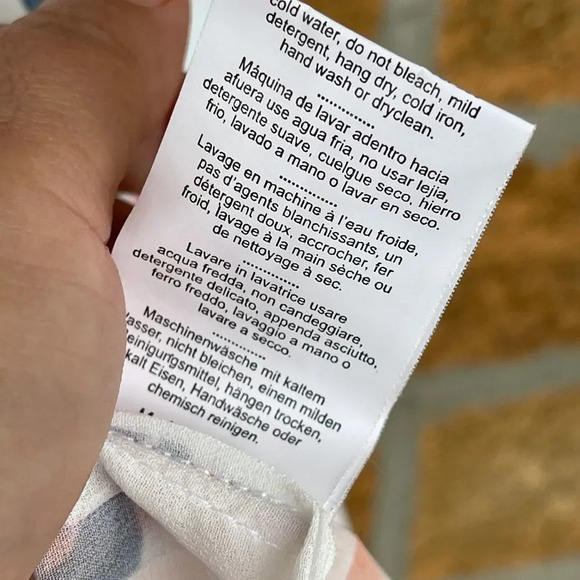 cold water, do not bleach, mild
detergent, hang dry, cold iron,
hand wash or dryclean.
Máquina de lavar adentro hacia
afuera use agua fria, no usar lejia,
detergente suave, cuelgue seco, hierro
frio, lavado a mano o lavar en seco.
Lavage en machine à l'eau froide,
pas d'agents blanchissants, un
détergent doux, accrocher, fer
froid, lavage à la main sèche ou
de nettoyage à sec.
Lavare in lavatrice usare
acqua fredda, non candeggiare,
detergente delicato, appenda asciutto,
ferro freddo, lavaggio a mano o
lavare a secco.
Maschinenwäsche mit kaltem
asser, nicht bleichen, einem milden
einigungsmittel, hängen trocken,
kalt Eisen, Handwäsche oder
chemisch reinigen.